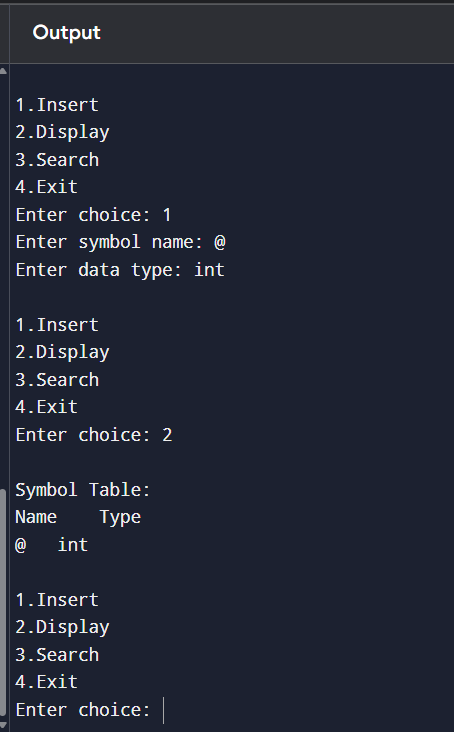 Output
1.Insert
2.Display
3.Search
4.Exit
Enter choice: 1
Enter symbol name: @
Enter data type: int
1.Insert
2.Display
3.Search
4.Exit
Enter choice: 2
Symbol Table:
Name    Type
@   int
1.Insert
2.Display
3.Search
4.Exit
Enter choice: